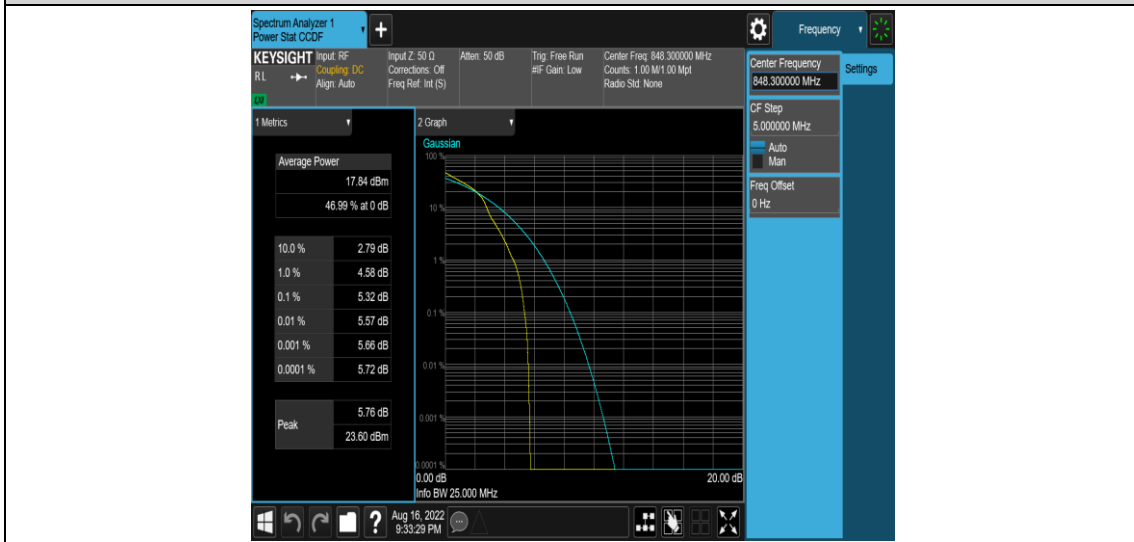 Spectrum Analyzer 1
Power Stat CCDF
+
Frequency
KEYSIGHT
RL
LXI
Input: RF
Coupling: DC
Align: Auto
Input Z: 50 Ω
Corrections: Off
Freq Ref: Int (S)
Atten: 50 dB
Trig: Free Run
#IF Gain: Low
Center Freq: 848.300000 MHz
Counts: 1.00 M/1.00 Mpt
Radio Std: None
Center Frequency
848.300000 MHz
Settings
CF Step
5.000000 MHz
Auto
Man
Freq Offset
0 Hz
1 Metrics
Average Power
17.84 dBm
46.99 % at 0 dB
10.0 % 2.79 dB
1.0 % 4.58 dB
0.1 % 5.32 dB
0.01 % 5.57 dB
0.001 % 5.66 dB
0.0001 % 5.72 dB
Peak
5.76 dB
23.60 dBm
2 Graph
Gaussian
100 %
10 %
1 %
0.1 %
0.01 %
0.001 %
0.0001 %
0.00 dB 20.00 dB
Info BW 25.000 MHz
?
Aug 16, 2022
9:33:29 PM